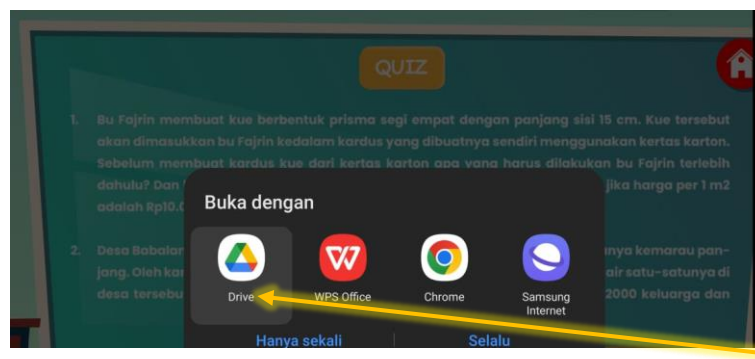 QUIZ
1. Bu Fajrin membuat kue berbentuk prisma segi empat dengan panjang sisi 15 cm. Kue tersebut
akan dimasukkan bu Fajrin kedalam kardus yang dibuatnya sendiri menggunakan kertas karton.
Sebelum membuat kardus kue dari kertas karton apa yang harus dilakukan bu Fajrin terlebih
dahulu? Dan jika harga per 1 m2
adalah Rp10.0
Buka dengan
2. Desa Babalan nya kemarau pan-
jang. Oleh kar air satu-satunya di
desa tersebu 2000 keluarga dan
Drive WPS Office Chrome Samsung
Internet
Hanya sekali Selalu